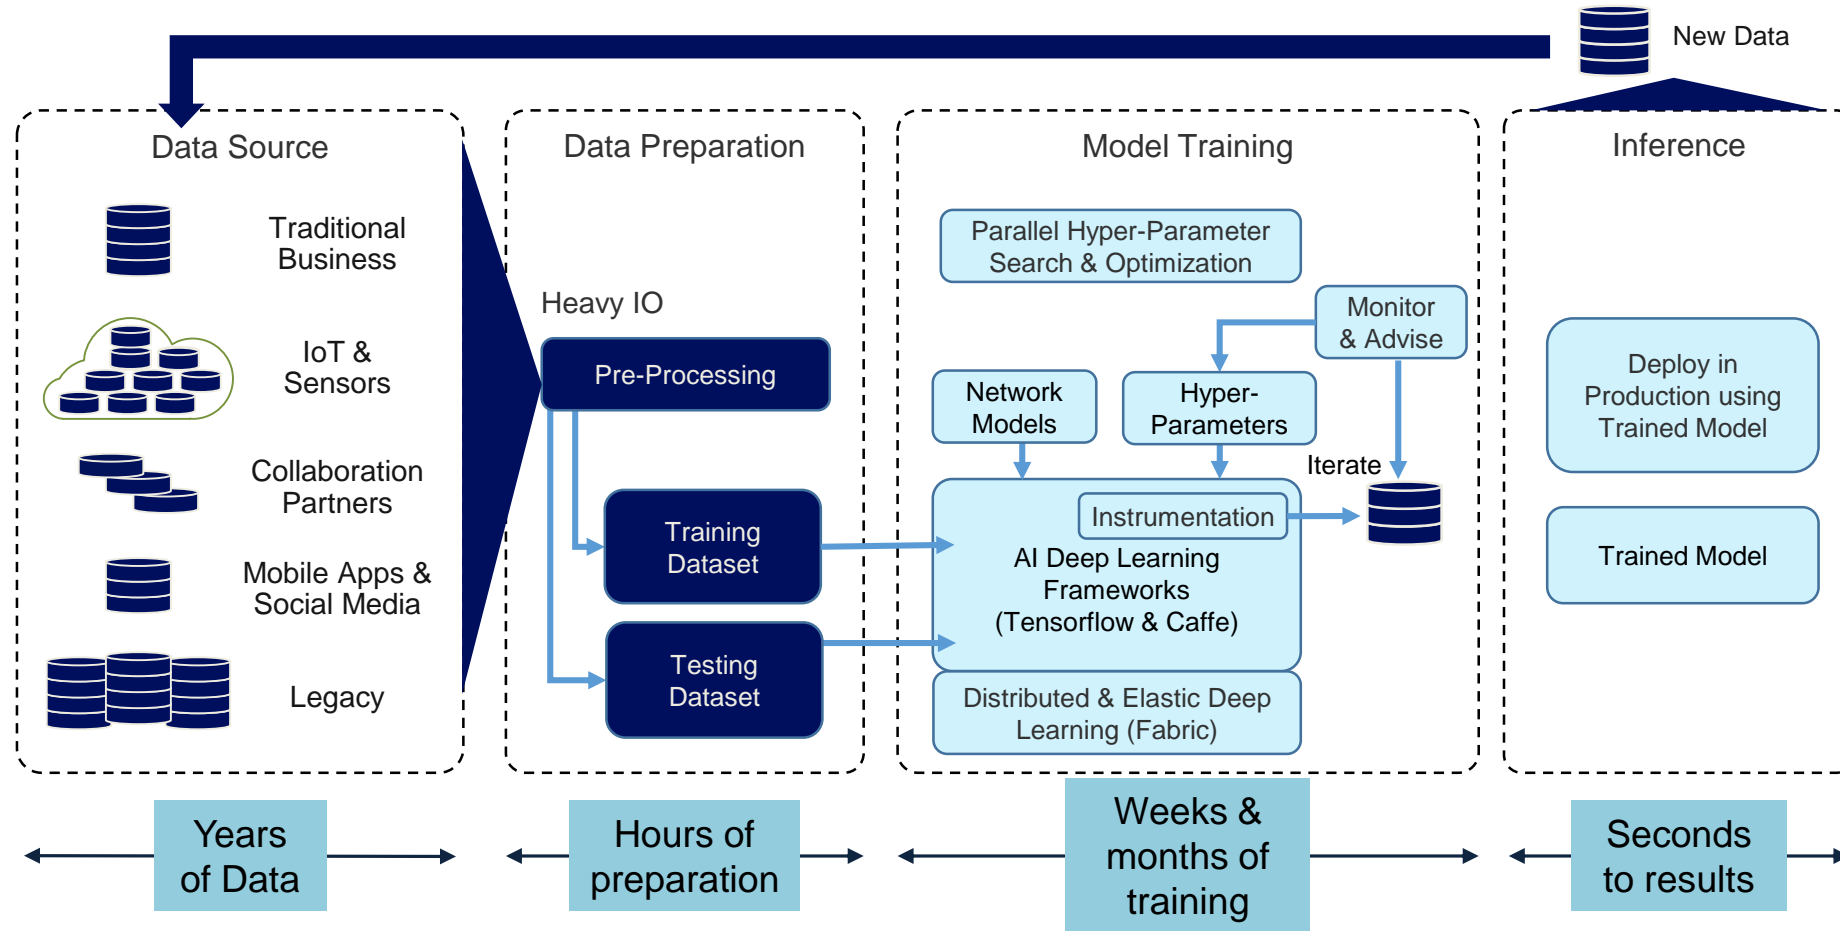 New Data
Data Source
Traditional
Business
IoT &
Sensors
Collaboration
Partners
Mobile Apps &
Social Media
Legacy
Years
of Data
Data Preparation
Heavy IO
Pre-Processing
Training
Dataset
Testing
Dataset
Hours of
preparation
Model Training
Parallel Hyper-Parameter
Search & Optimization
Monitor
& Advise
Network
Models
Hyper-
Parameters
Iterate
Instrumentation
AI Deep Learning
Frameworks
(Tensorflow & Caffe)
Distributed & Elastic Deep
Learning (Fabric)
Weeks &
months of
training
Inference
Deploy in
Production using
Trained Model
Trained Model
Seconds
to results